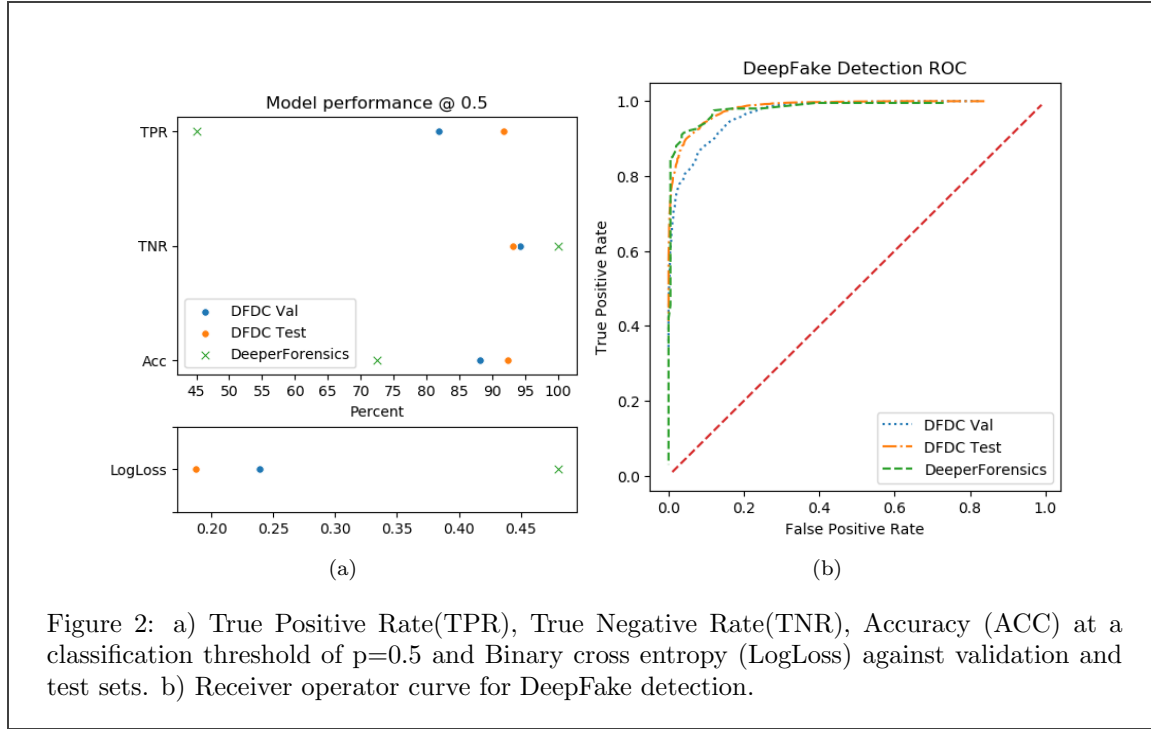 Model performance @ 0.5
TPR
TNR
Acc
DFDC Val
DFDC Test
DeeperForensics
45 50 55 60 65 70 75 80 85 90 95 100
Percent
LogLoss
0.20 0.25 0.30 0.35 0.40 0.45
(a)
DeepFake Detection ROC
True Positive Rate
1.0
0.8
0.6
0.4
0.2
0.0
DFDC Val
DFDC Test
DeeperForensics
0.0 0.2 0.4 0.6 0.8 1.0
False Positive Rate
(b)
Figure 2: a) True Positive Rate(TPR), True Negative Rate(TNR), Accuracy (ACC) at a
classification threshold of p=0.5 and Binary cross entropy (LogLoss) against validation and
test sets. b) Receiver operator curve for DeepFake detection.